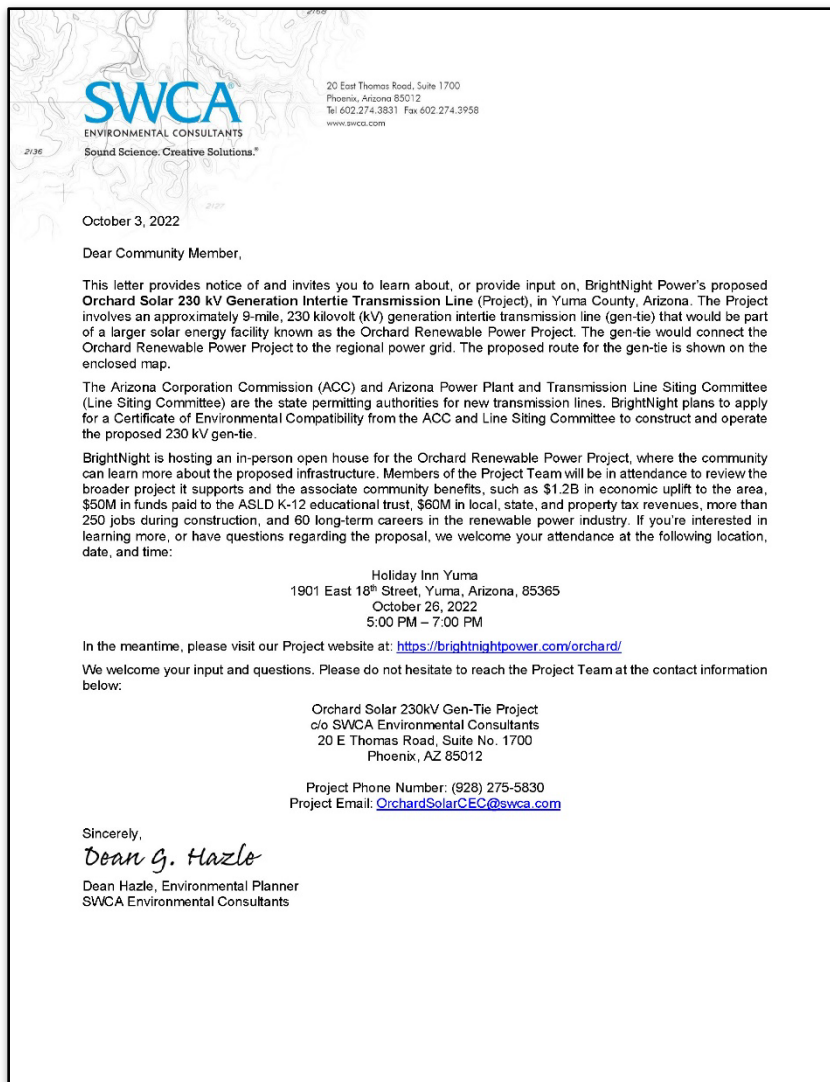 SWCA®
ENVIRONMENTAL CONSULTANTS
Sound Science. Creative Solutions.®
20 East Thomas Road, Suite 1700
Phoenix, Arizona 85012
Tel 602.274.3831 Fax 602.274.3958
www.swca.com
2136
October 3, 2022
Dear Community Member,
This letter provides notice of and invites you to learn about, or provide input on, BrightNight Power's proposed
Orchard Solar 230 kV Generation Intertie Transmission Line (Project), in Yuma County, Arizona. The Project
involves an approximately 9-mile, 230 kilovolt (kV) generation intertie transmission line (gen-tie) that would be part
of a larger solar energy facility known as the Orchard Renewable Power Project. The gen-tie would connect the
Orchard Renewable Power Project to the regional power grid. The proposed route for the gen-tie is shown on the
enclosed map.
The Arizona Corporation Commission (ACC) and Arizona Power Plant and Transmission Line Siting Committee
(Line Siting Committee) are the state permitting authorities for new transmission lines. BrightNight plans to apply
for a Certificate of Environmental Compatibility from the ACC and Line Siting Committee to construct and operate
the proposed 230 kV gen-tie.
BrightNight is hosting an in-person open house for the Orchard Renewable Power Project, where the community
can learn more about the proposed infrastructure. Members of the Project Team will be in attendance to review the
broader project it supports and the associate community benefits, such as $1.2B in economic uplift to the area,
$50M in funds paid to the ASLD K-12 educational trust, $60M in local, state, and property tax revenues, more than
250 jobs during construction, and 60 long-term careers in the renewable power industry. If you're interested in
learning more, or have questions regarding the proposal, we welcome your attendance at the following location,
date, and time:
Holiday Inn Yuma
1901 East 18th Street, Yuma, Arizona, 85365
October 26, 2022
5:00 PM – 7:00 PM
In the meantime, please visit our Project website at: https://brightnightpower.com/orchard/
We welcome your input and questions. Please do not hesitate to reach the Project Team at the contact information
below:
Orchard Solar 230kV Gen-Tie Project
c/o SWCA Environmental Consultants
20 E Thomas Road, Suite No. 1700
Phoenix, AZ 85012
Project Phone Number: (928) 275-5830
Project Email: OrchardSolarCEC@swca.com
Sincerely,
Dean G. Hazle
Dean Hazle, Environmental Planner
SWCA Environmental Consultants